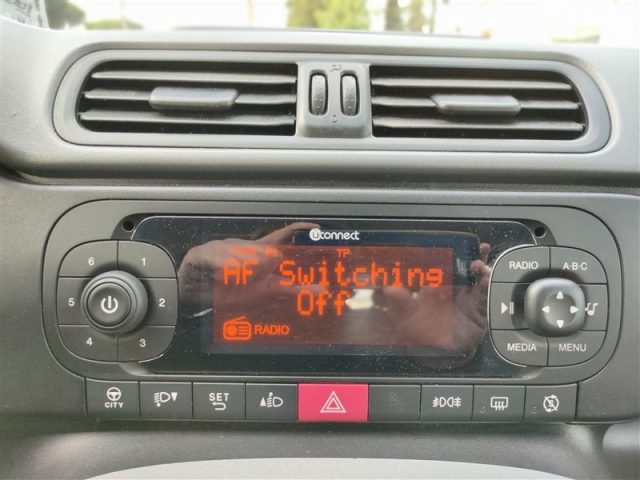 uconnect
TP
AF Switching
Off
RADIO
6
1
5
2
4
3
RADIO
A·B·C
MEDIA
MENU
CITY
SET